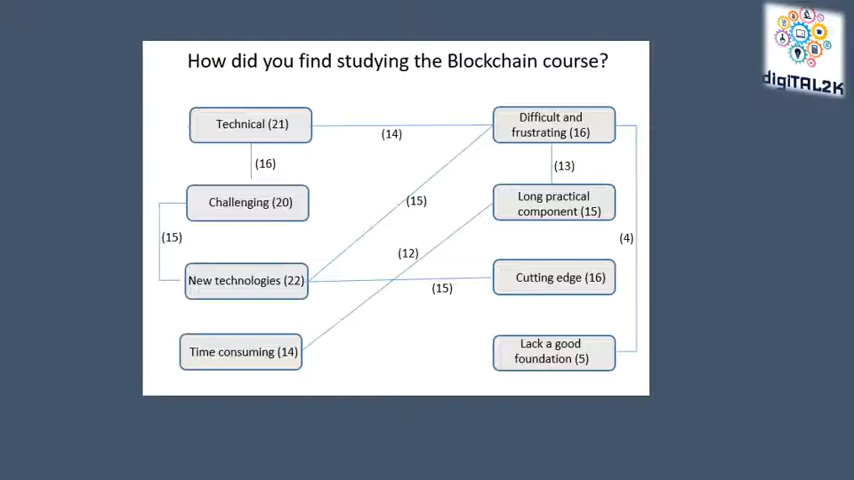 How did you find studying the Blockchain course?
digiTAL2K
Technical (21)
(14)
Difficult and
frustrating (16)
(16)
(13)
Challenging (20)
(15)
Long practical
component (15)
(15)
(12)
(4)
New technologies (22)
(15)
Cutting edge (16)
Time consuming (14)
Lack a good
foundation (5)